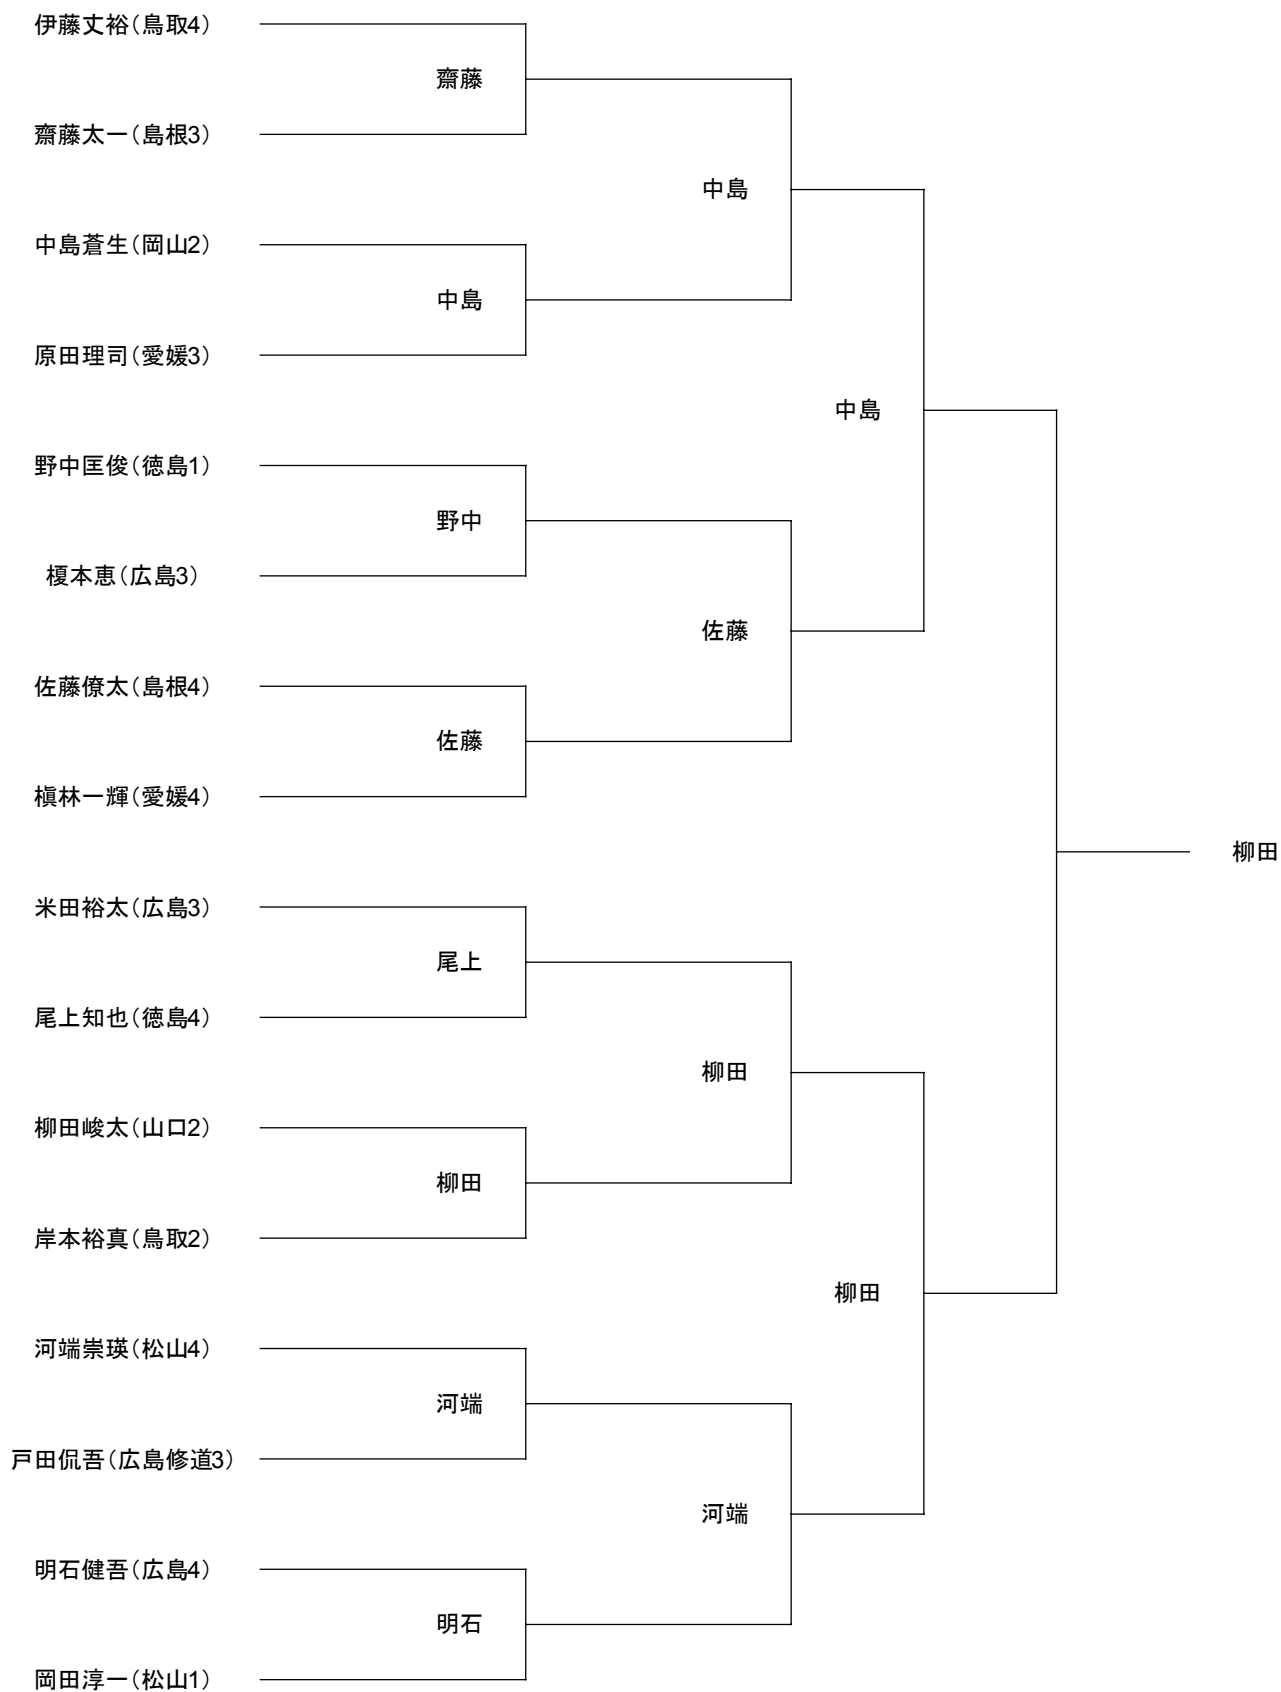 伊藤丈裕(鳥取4)
齋藤
齋藤太一(島根3)
中島
中島蒼生(岡山2)
中島
原田理司(愛媛3)
中島
野中匡俊(徳島1)
野中
榎本恵(広島3)
佐藤
佐藤僚太(島根4)
佐藤
槇林一輝(愛媛4)
柳田
米田裕太(広島3)
尾上
尾上知也(徳島4)
柳田
柳田峻太(山口2)
柳田
岸本裕真(鳥取2)
柳田
河端崇瑛(松山4)
河端
戸田侃吾(広島修道3)
河端
明石健吾(広島4)
明石
岡田淳一(松山1)